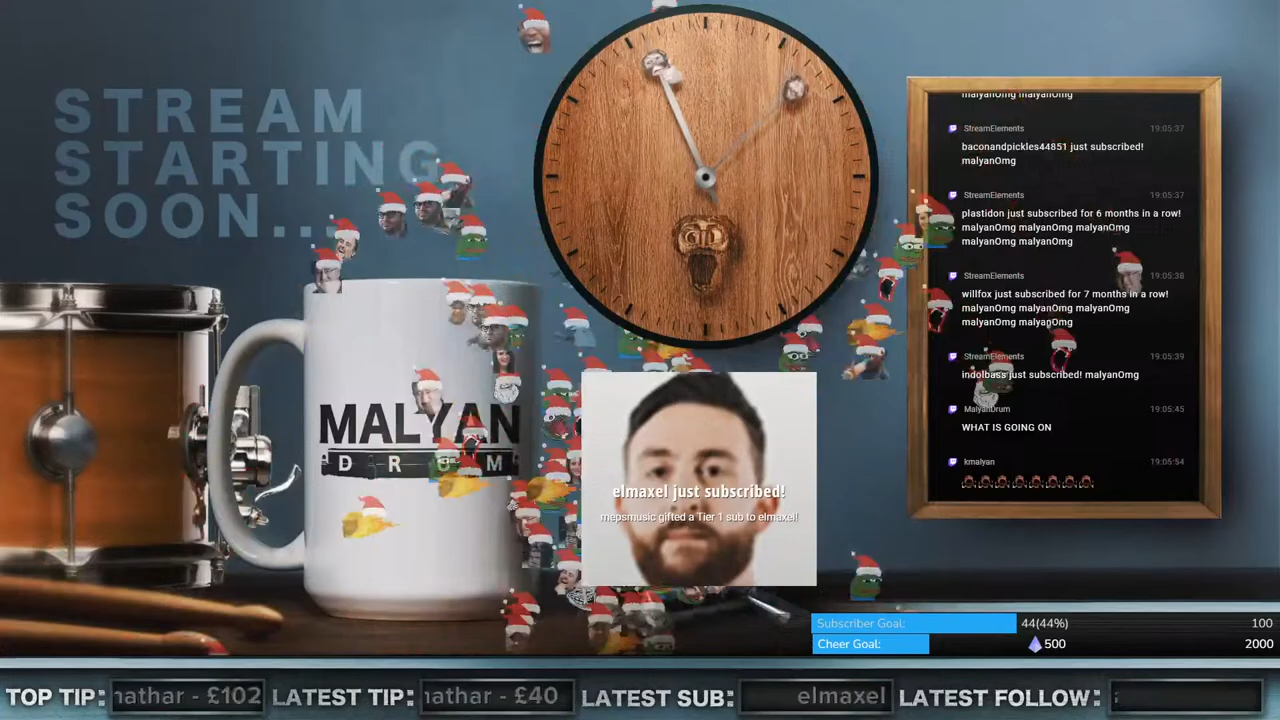 STREAM
STARTING
SOON...
MALYAN
DRUM
malyanOmg malyanOmg
StreamElements 19:05:37
baconandpickles44851 just subscribed!
malyanOmg
StreamElements 19:05:37
plastidon just subscribed for 6 months in a row!
malyanOmg malyanOmg malyanOmg
malyanOmg malyanOmg
StreamElements 19:05:38
willfox just subscribed for 7 months in a row!
malyanOmg malyanOmg malyanOmg
malyanOmg malyanOmg
StreamElements 19:05:39
indolbass just subscribed! malyanOmg
MalyanDrum 19:05:45
WHAT IS GOING ON
kmalyan 19:05:54
elmaxel just subscribed!
mepsmusic gifted a Tier 1 sub to elmaxel!
Subscriber Goal: 44(44%) 100
Cheer Goal: 500 2000
TOP TIP: nathar - £102 LATEST TIP: nathar - £40 LATEST SUB: elmaxel LATEST FOLLOW: